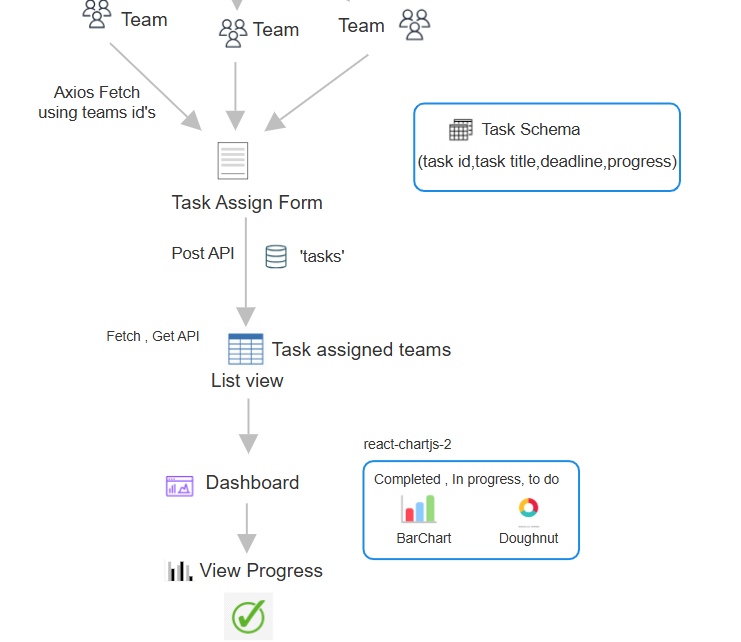 Team
Team
Team
Axios Fetch
using teams id's
Task Schema
(task id,task title,deadline,progress)
Task Assign Form
Post API
'tasks'
Fetch , Get API
Task assigned teams
List view
react-chartjs-2
Completed , In progress, to do
BarChart
Doughnut
Dashboard
View Progress